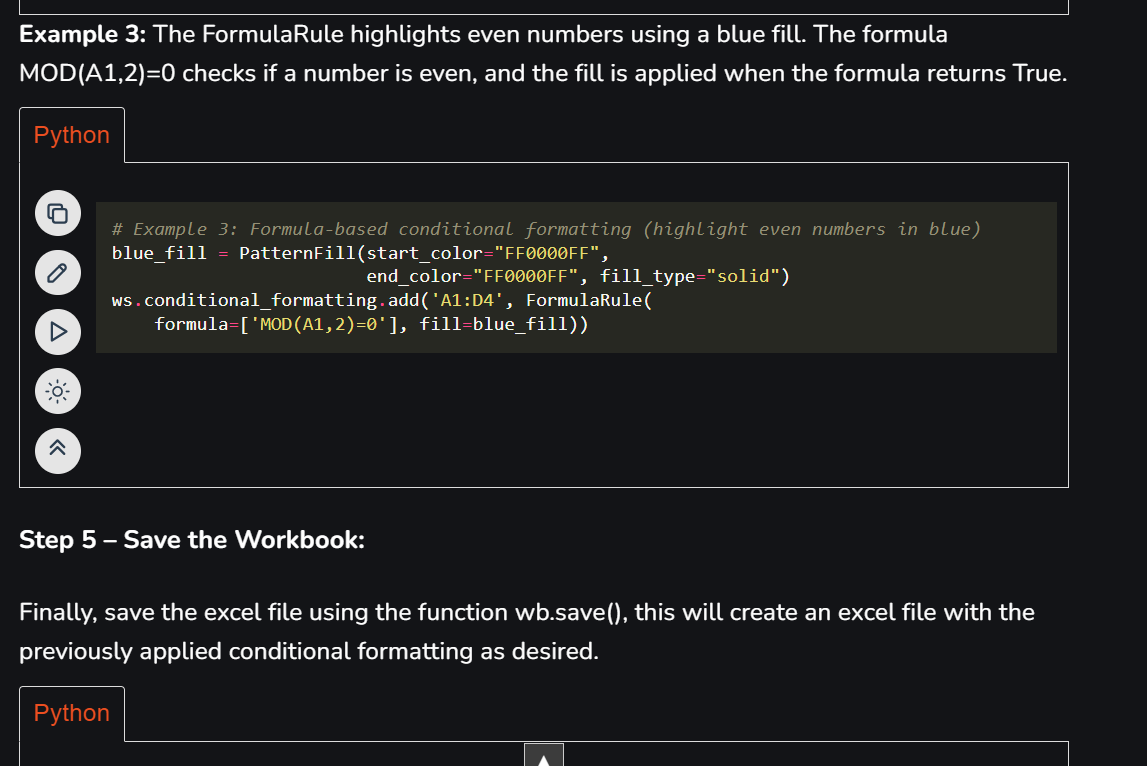 Example 3: The FormulaRule highlights even numbers using a blue fill. The formula
MOD(A1,2)=0 checks if a number is even, and the fill is applied when the formula returns True.
Python
# Example 3: Formula-based conditional formatting (highlight even numbers in blue)
blue_fill = PatternFill(start_color="FF0000FF",
                        end_color="FF0000FF", fill_type="solid")
ws.conditional_formatting.add('A1:D4', FormulaRule(
    formula=['MOD(A1,2)=0'], fill=blue_fill))
Step 5 – Save the Workbook:
Finally, save the excel file using the function wb.save(), this will create an excel file with the
previously applied conditional formatting as desired.
Python